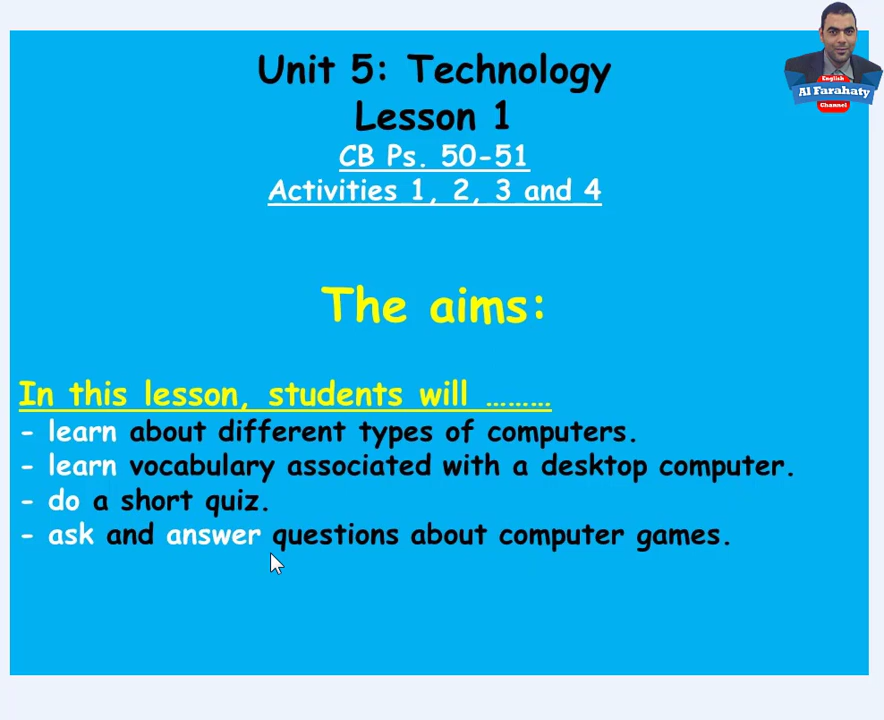 Unit 5: Technology
Lesson 1
CB Ps. 50-51
Activities 1, 2, 3 and 4
English
Al Farahaty
Channel
The aims:
In this lesson, students will .........
- learn about different types of computers.
- learn vocabulary associated with a desktop computer.
- do a short quiz.
- ask and answer questions about computer games.